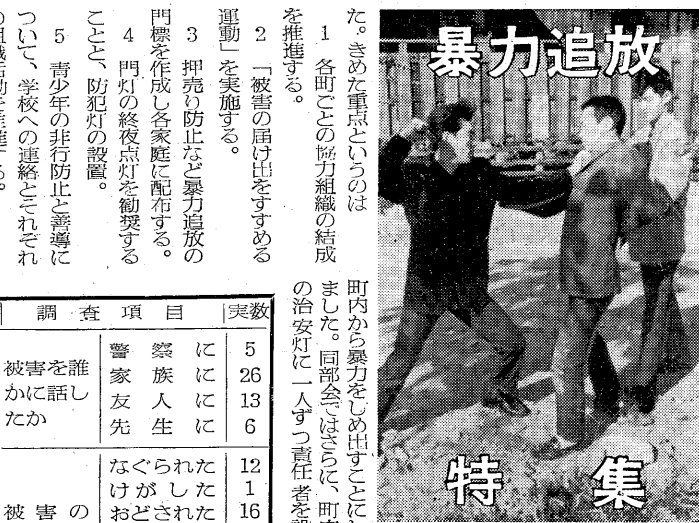 暴力追放
特集
た。きめた重点というのは
1 各町ごとの協力組織の結成
を推進する。
2 「被害の届け出をすすめる
運動」を実施する。
3 押売り防止など暴力追放の
門標を作成し各家庭に配布する。
4 門灯の終夜点灯を勧奨する
ことと、防犯灯の設置。
5 青少年の非行防止と善導に
ついて、学校への連絡とそれぞれ
町内から暴力をしめ出すことに
ました。同部会ではさらに、町
の治安灯に一人ずつ責任者を
調査項目 実数
被害を誰かに話したか
警察に 5
家族に 26
友人に 13
先生に 6
被害の
なぐられた 12
けがした 1
おどされた 16